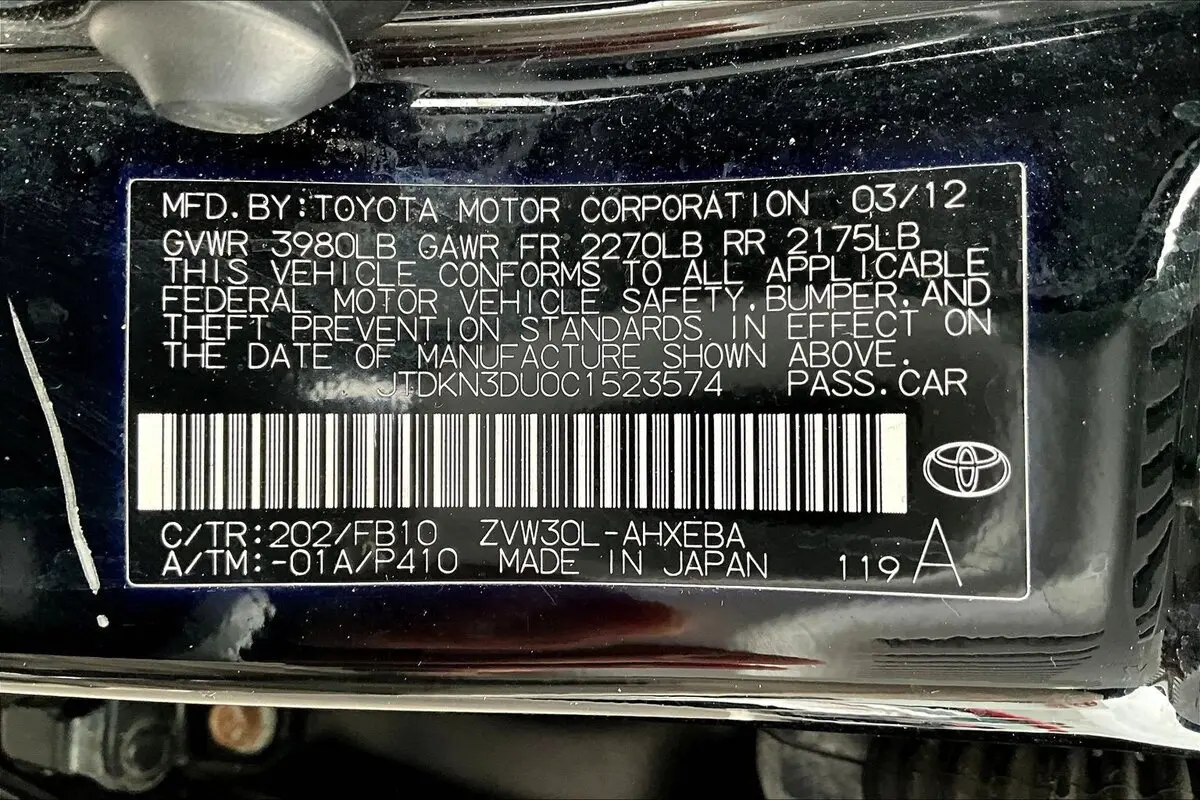 MFD.BY:TOYOTA MOTOR CORPORATION 03/12
GVWR 3980LB GAWR FR 2270LB RR 2175LB
THIS VEHICLE CONFORMS TO ALL APPLICABLE
FEDERAL MOTOR VEHICLE SAFETY,BUMPER,AND
THEFT PREVENTION STANDARDS IN EFFECT ON
THE DATE OF MANUFACTURE SHOWN ABOVE.
JTDKN3DU0C1523574 PASS.CAR
C/TR:202/FB10 ZVW30L-AHXEBA
A/TM:-01A/P410 MADE IN JAPAN 119 A